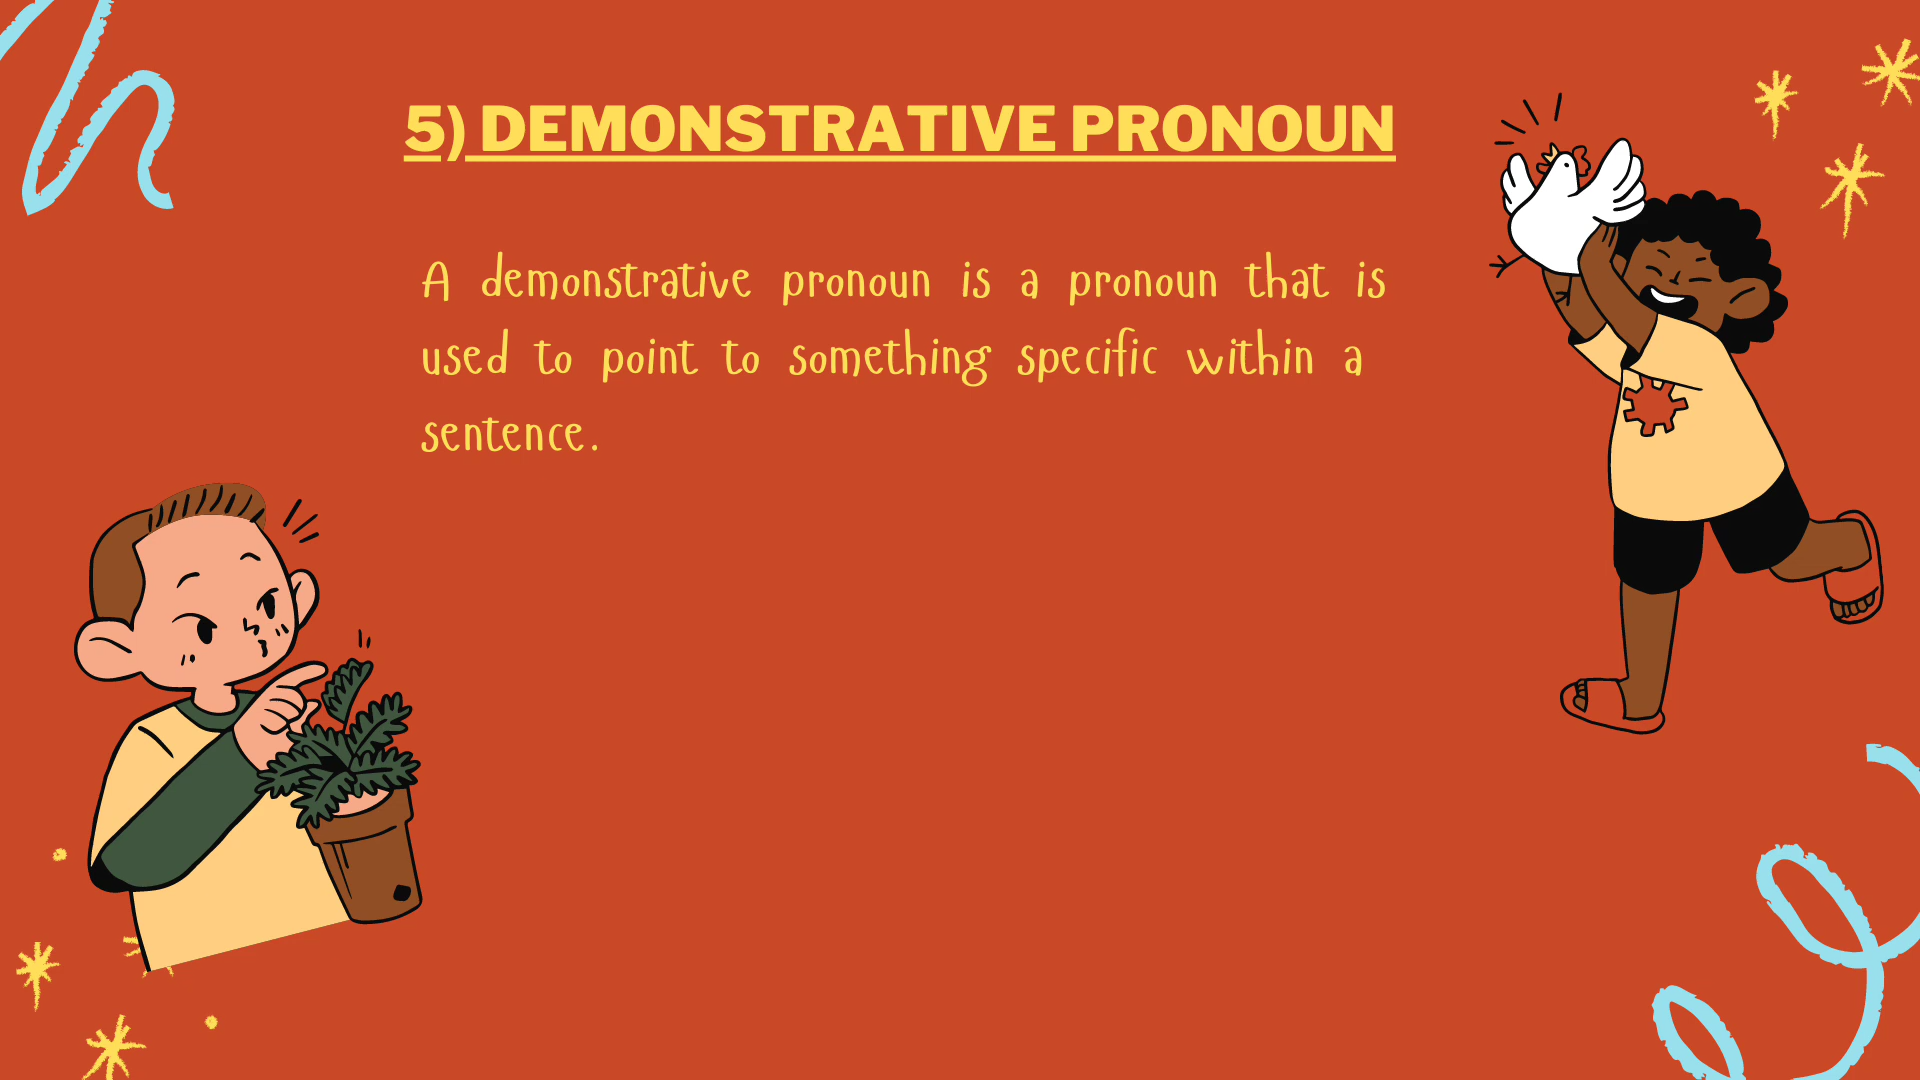 5) DEMONSTRATIVE PRONOUN
A demonstrative pronoun is a pronoun that is
used to point to something specific within a
sentence.